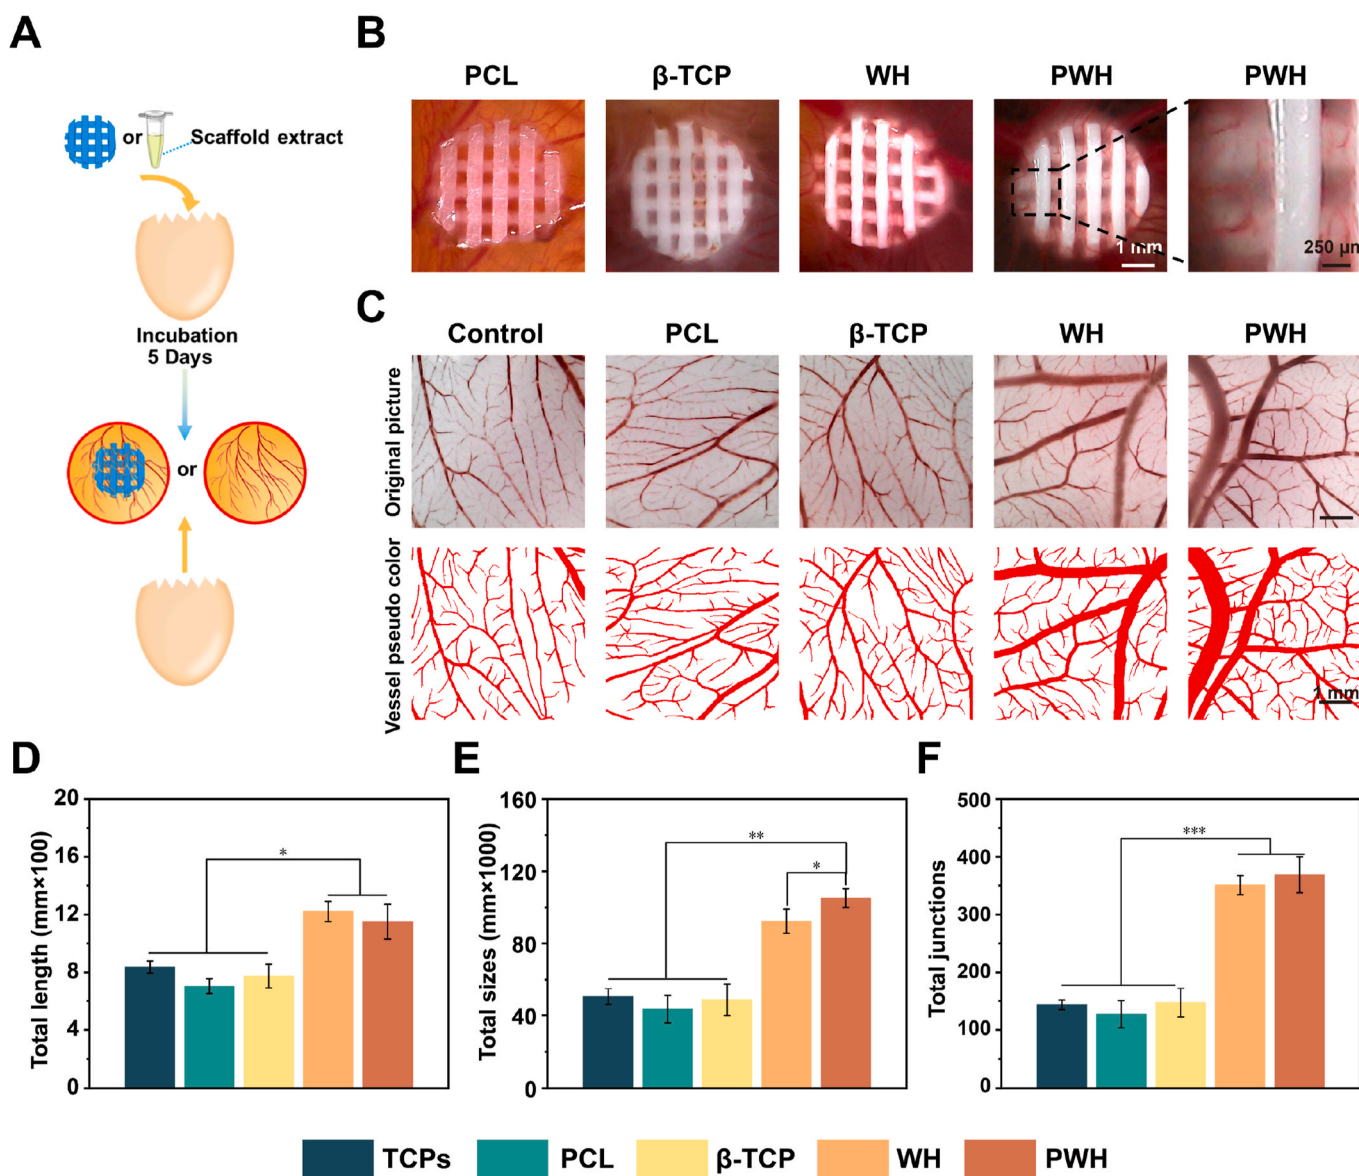 A
or
Scaffold extract
Incubation
5 Days
or
B
PCL
β-TCP
WH
PWH
PWH
1 mm
250 μm
C
Control
PCL
β-TCP
WH
PWH
Original picture
Vessel pseudo color
1 mm
D
Total length (mm×100)
20
16
12
8
4
0
*
E
Total sizes (mm×1000)
160
120
80
40
0
**
*
F
Total junctions
500
400
300
200
100
0
***
TCPs
PCL
β-TCP
WH
PWH